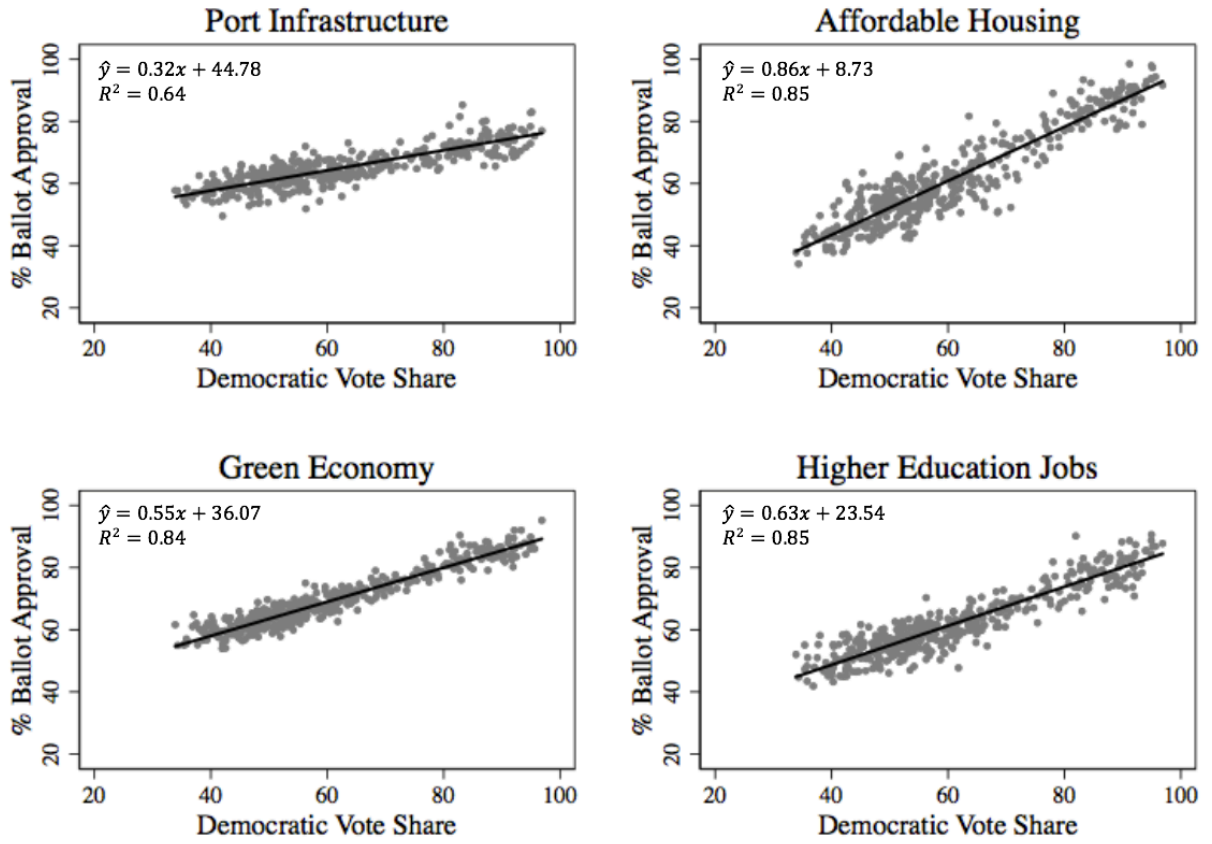 Port Infrastructure
ŷ = 0.32x + 44.78
R² = 0.64
% Ballot Approval
100
80
60
40
20
20 40 60 80 100
Democratic Vote Share
Affordable Housing
ŷ = 0.86x + 8.73
R² = 0.85
% Ballot Approval
100
80
60
40
20
20 40 60 80 100
Democratic Vote Share
Green Economy
ŷ = 0.55x + 36.07
R² = 0.84
% Ballot Approval
100
80
60
40
20
20 40 60 80 100
Democratic Vote Share
Higher Education Jobs
ŷ = 0.63x + 23.54
R² = 0.85
% Ballot Approval
100
80
60
40
20
20 40 60 80 100
Democratic Vote Share